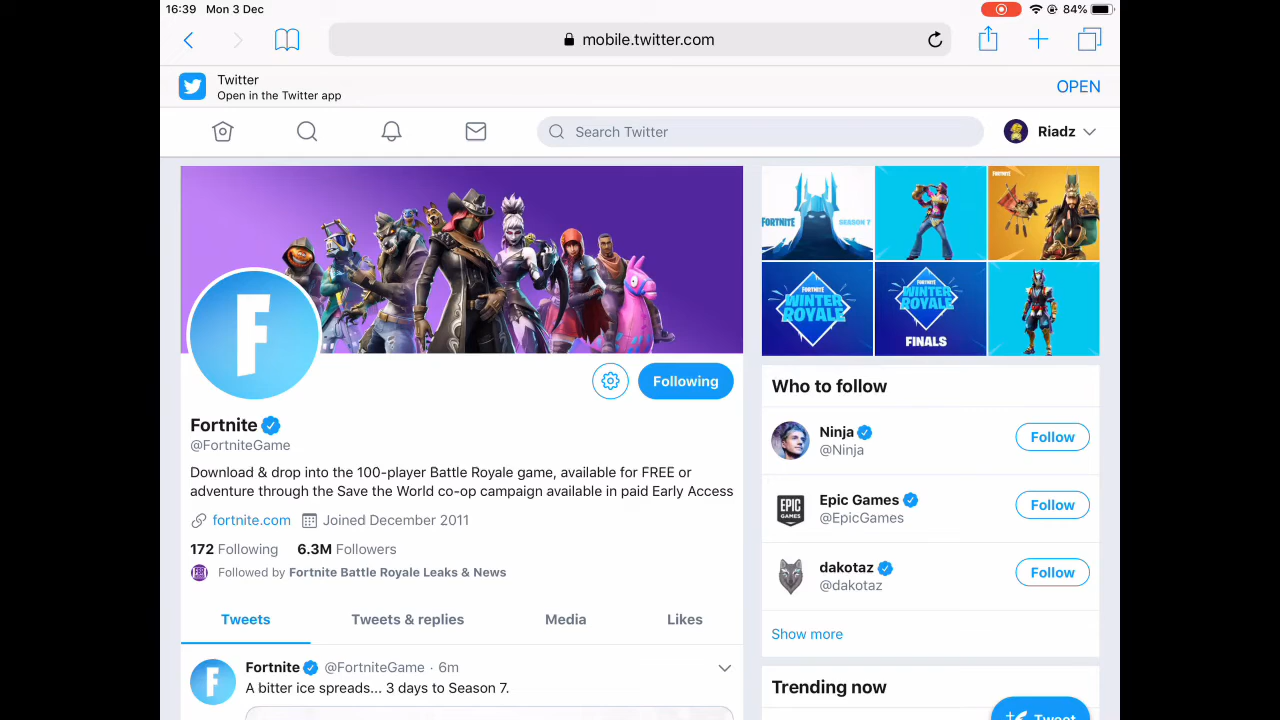 16:39 Mon 3 Dec
84%
mobile.twitter.com
Twitter
Open in the Twitter app
OPEN
Search Twitter
Riadz
FORTNITE
SEASON 7
FORTNITE
FORTNITE
WINTER
ROYALE
FORTNITE
WINTER
ROYALE
FINALS
F
Following
Fortnite
@FortniteGame
Download & drop into the 100-player Battle Royale game, available for FREE or
adventure through the Save the World co-op campaign available in paid Early Access
fortnite.com Joined December 2011
172 Following 6.3M Followers
Followed by Fortnite Battle Royale Leaks & News
Tweets Tweets & replies Media Likes
F
Fortnite @FortniteGame · 6m
A bitter ice spreads... 3 days to Season 7.
Who to follow
Ninja
@Ninja
Follow
EPIC
GAMES
Epic Games
@EpicGames
Follow
dakotaz
@dakotaz
Follow
Show more
Trending now
Tweet